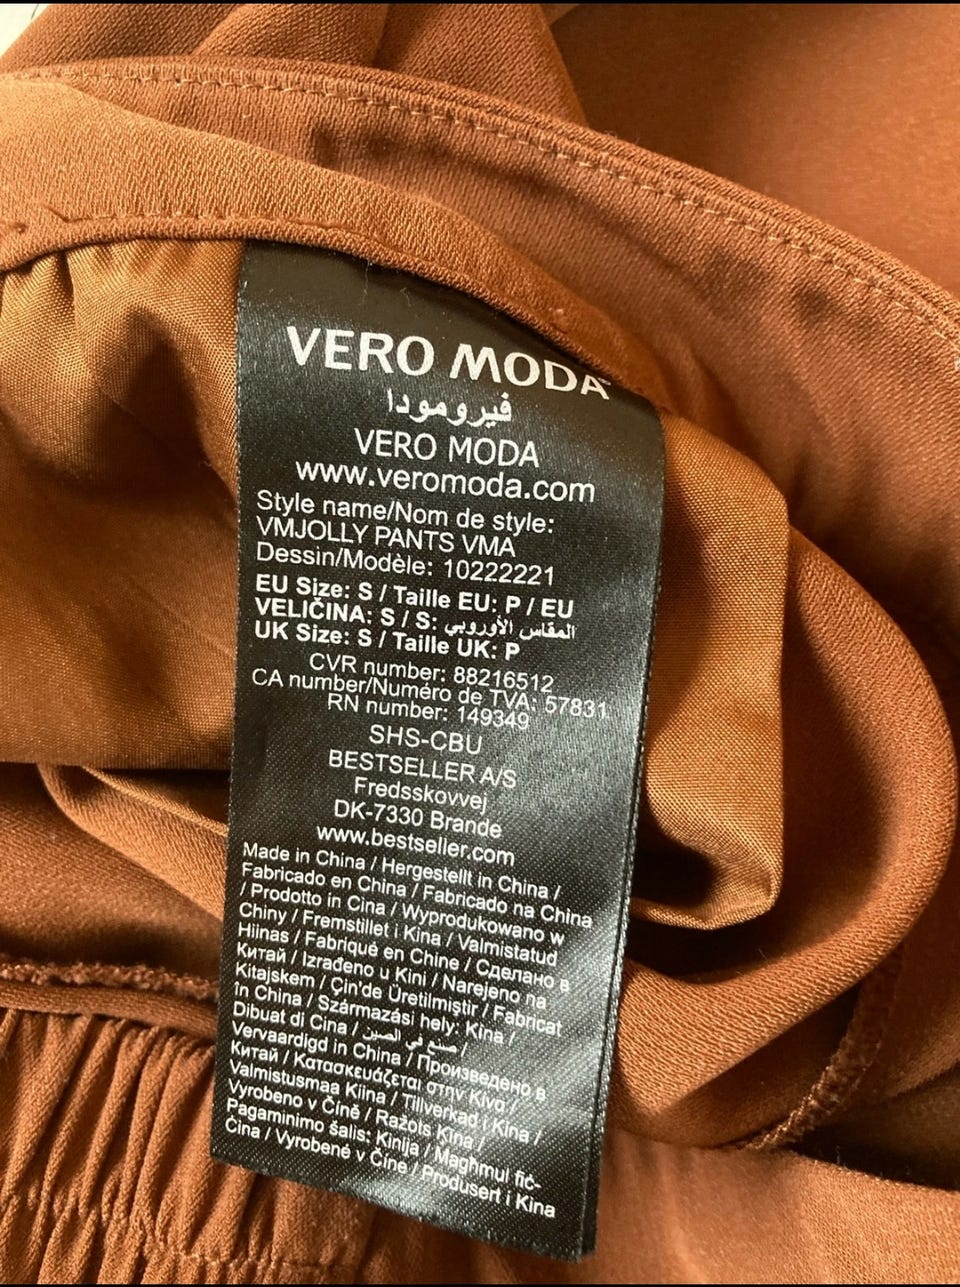 VERO MODA
فيرومودا
VERO MODA
www.veromoda.com
Style name/Nom de style:
VMJOLLY PANTS VMA
Dessin/Modèle: 10222221
EU Size: S / Taille EU: P / EU
VELIČINA: S / S: المقاس الأوروبي
UK Size: S / Taille UK: P
CVR number: 88216512
CA number/Numéro de TVA: 57831
RN number: 149349
SHS-CBU
BESTSELLER A/S
Fredsskovvej
DK-7330 Brande
www.bestseller.com
Made in China / Hergestellt in China /
Fabricado en China / Fabricado na China
/ Prodotto in Cina / Wyprodukowano w
Chiny / Fremstillet i Kina / Valmistatud
Hiinas / Fabriqué en Chine / Сделано в
Китай / Izrađeno u Kini / Narejeno na
Kitajskem / Çin'de Üretilmiştir / Fabricat
în China / Származási hely: Kína /
Dibuat di Cina / صنع في الصين /
Vervaardigd in China / Произведено в
Китай / Κατασκευάζεται στην Κίνα /
Valmistusmaa Kiina / Tillverkad i Kina /
Vyrobeno v Číně / Ražots Ķīna /
Pagaminimo šalis: Kinija / Magħmul fiċ-
Ċina / Vyrobené v Číne / Produsert i Kina